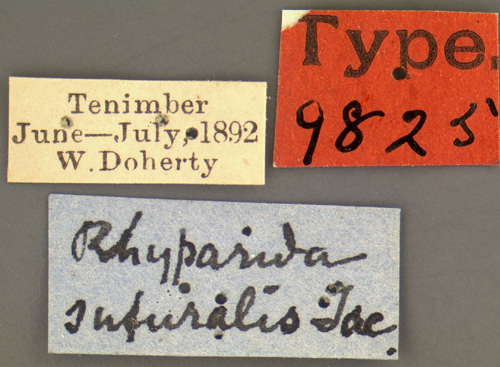 Type.
9825
Tenimber
June—July, 1892
W. Doherty
Rhyparida
suturalis Jac.